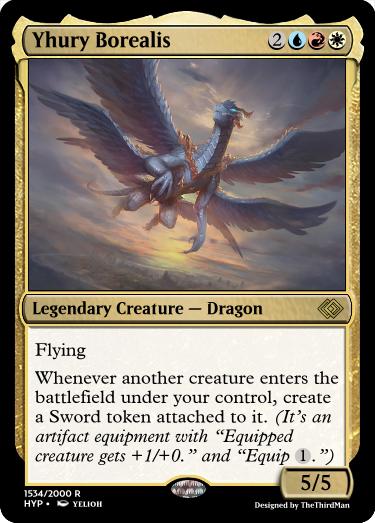 Yhury Borealis 2
Legendary Creature — Dragon
Flying
Whenever another creature enters the
battlefield under your control, create
a Sword token attached to it. (It's an
artifact equipment with “Equipped
creature gets +1/+0.” and “Equip 1.”)
5/5
1534/2000 R
HYP • YELIOH
Designed by TheThirdMan